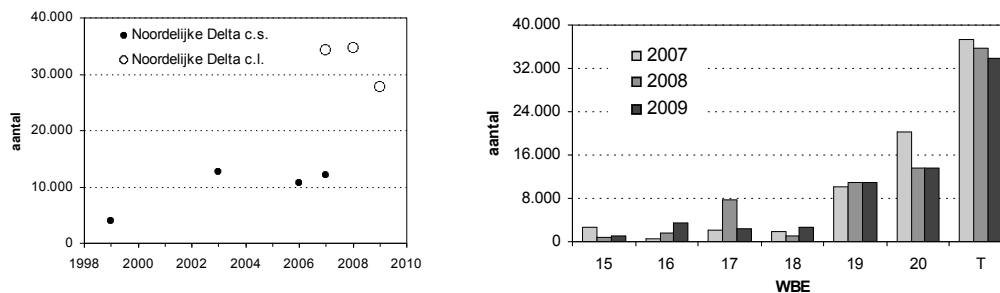 40.000
30.000
20.000
10.000
0
aantal
Noordelijke Delta c.s.
Noordelijke Delta c.l.
1998 2000 2002 2004 2006 2008 2010
40.000
32.000
24.000
16.000
8.000
0
aantal
2007
2008
2009
15 16 17 18 19 20 T
WBE